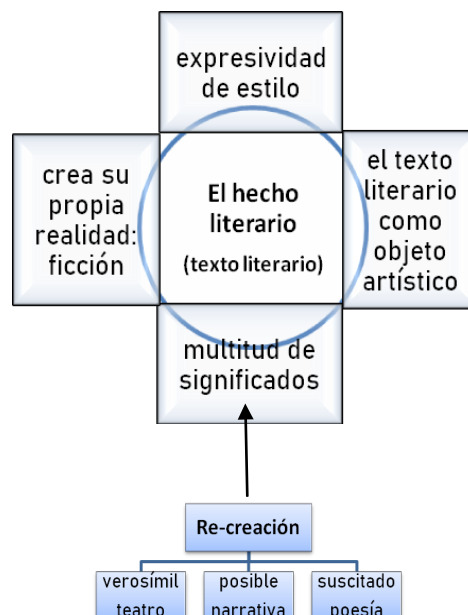 expresividad
de estilo
crea su
propia
realidad:
ficción
El hecho
literario
(texto literario)
el texto
literario
como
objeto
artístico
multitud de
significados
Re-creación
verosímil
teatro
posible
narrativa
suscitado
poesía